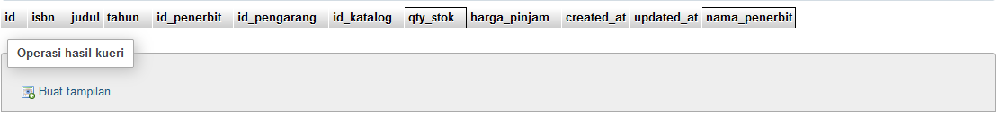 id isbn judul tahun id_penerbit id_pengarang id_katalog qty_stok harga_pinjam created_at updated_at nama_penerbit
Operasi hasil kueri
Buat tampilan